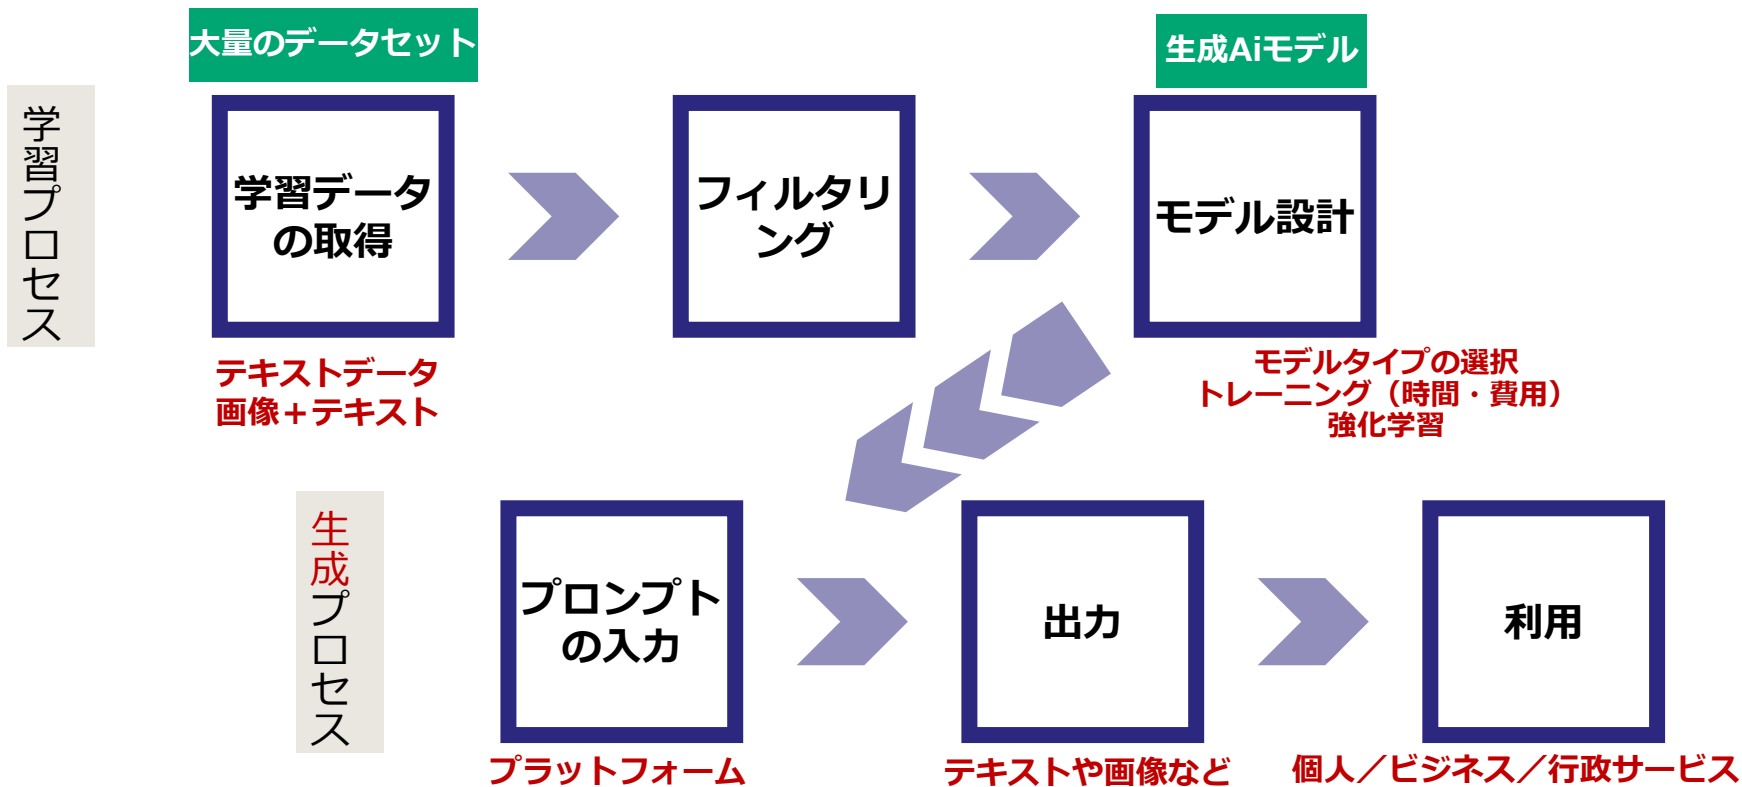 大量のデータセット
生成Aiモデル
学習プロセス
学習データ
の取得
フィルタリ
ング
モデル設計
テキストデータ
画像＋テキスト
モデルタイプの選択
トレーニング（時間・費用）
強化学習
生成プロセス
プロンプト
の入力
出力
利用
プラットフォーム
テキストや画像など
個人／ビジネス／行政サービス